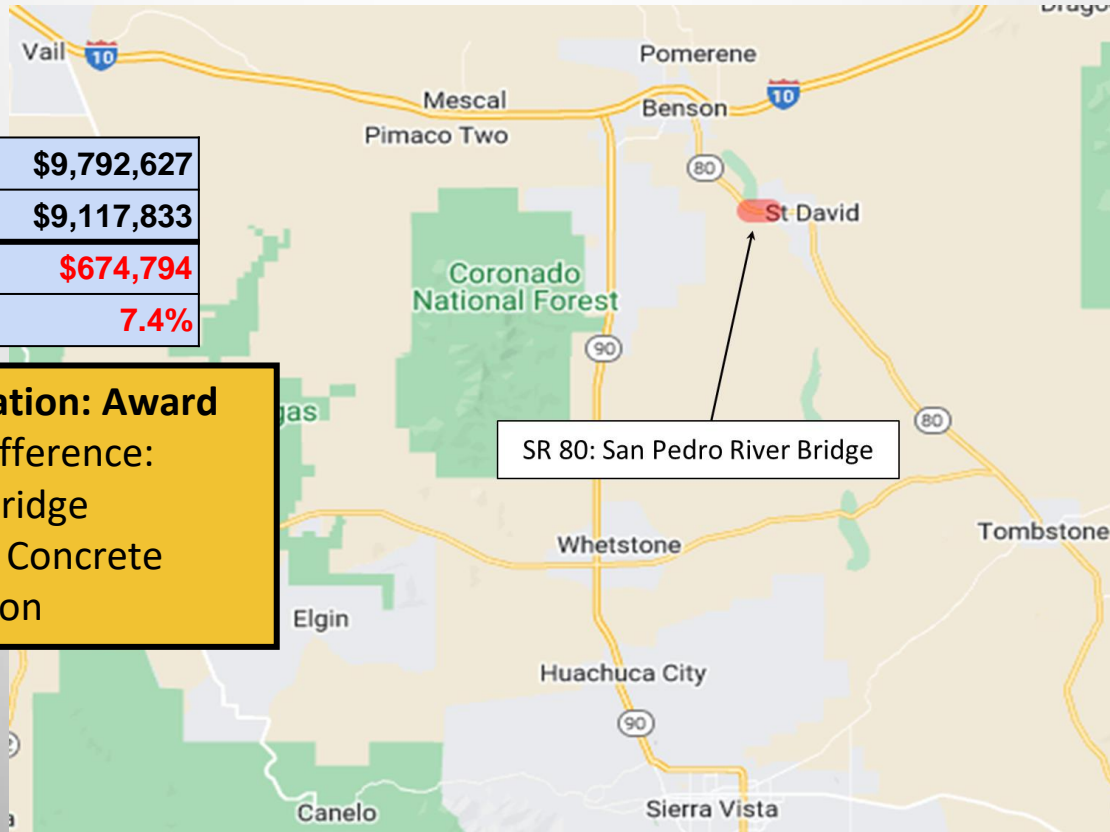 Vail
10
Pomerene
Mescal
Benson
10
Pimaco Two
80
$9,792,627
$9,117,833
$674,794
7.4%
St David
Coronado
National Forest
90
ation: Award
fference:
ridge
Concrete
on
gas
80
SR 80: San Pedro River Bridge
Whetstone
Tombstone
Elgin
Huachuca City
90
Canelo
Sierra Vista